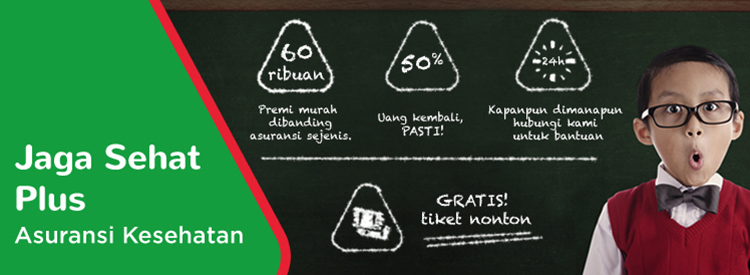 Jaga Sehat
Plus
Asuransi Kesehatan
60
ribuan
Premi murah
dibanding
asuransi sejenis.
50%
Uang kembali,
PASTI!
24h
Kapanpun dimanapun
hubungi kami
untuk bantuan
GRATIS!
tiket nonton